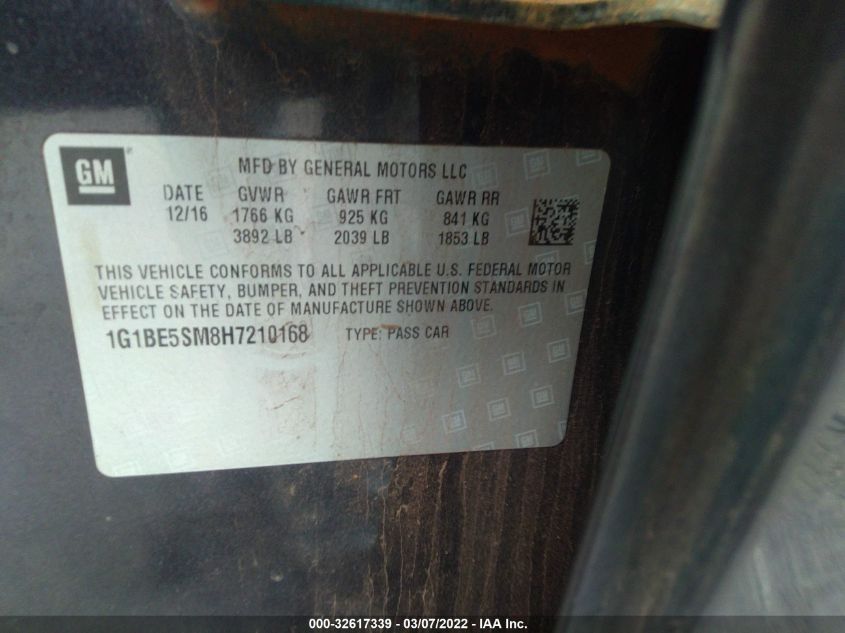 GM
MFD BY GENERAL MOTORS LLC
DATE GVWR GAWR FRT GAWR RR
12/16 1766 KG 925 KG 841 KG
3892 LB 2039 LB 1853 LB
THIS VEHICLE CONFORMS TO ALL APPLICABLE U.S. FEDERAL MOTOR
VEHICLE SAFETY, BUMPER, AND THEFT PREVENTION STANDARDS IN
EFFECT ON THE DATE OF MANUFACTURE SHOWN ABOVE.
1G1BE5SM8H7210168 TYPE: PASS CAR
000-32617339 - 03/07/2022 - IAA Inc.